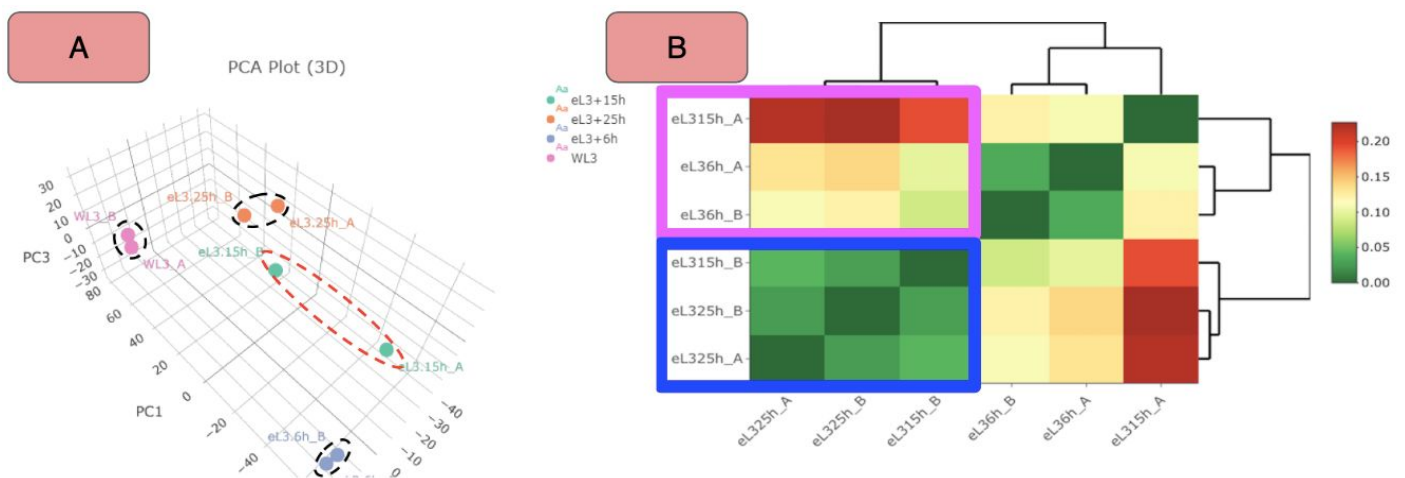 A
PCA Plot (3D)
Aa
eL3+15h
Aa
eL3+25h
Aa
eL3+6h
Aa
WL3
30
20
10
0
−10
−20
−30
PC3
80
60
40
20
0
−20
−40
PC1
−40
−30
−20
−10
0
eL3.25h_B
eL3.25h_A
WL3_B
WL3_A
eL3.15h_B
eL3.15h_A
eL3.6h_B
B
eL315h_A
eL36h_A
eL36h_B
eL315h_B
eL325h_B
eL325h_A
eL325h_A
eL325h_B
eL315h_B
eL36h_B
eL36h_A
eL315h_A
0.20
0.15
0.10
0.05
0.00